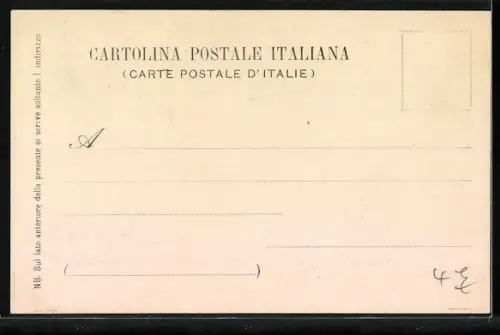 CARTOLINA POSTALE ITALIANA
(CARTE POSTALE D'ITALIE)
A
( )
NB. Sul lato anteriore della presente si scrive soltanto l'indirizzo